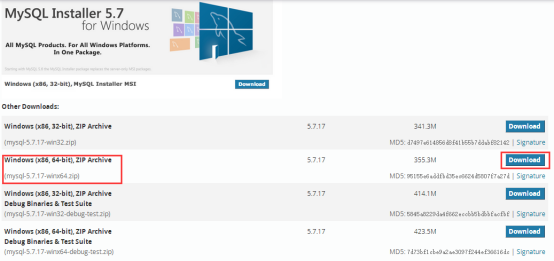 MySQL Installer 5.7
for Windows
All MySQL Products. For All Windows Platforms.
In One Package.
Windows (x86, 32-bit), MySQL Installer MSI
Download
Other Downloads:
Windows (x86, 32-bit), ZIP Archive
5.7.17
341.3M
Download
(mysql-5.7.17-win32.zip)
MD5: | Signature
Windows (x86, 64-bit), ZIP Archive
5.7.17
355.3M
Download
(mysql-5.7.17-winx64.zip)
MD5: | Signature
Windows (x86, 32-bit), ZIP Archive
5.7.17
414.1M
Download
Debug Binaries & Test Suite
(mysql-5.7.17-win32-debug-test.zip)
MD5: | Signature
Windows (x86, 64-bit), ZIP Archive
5.7.17
423.5M
Download
Debug Binaries & Test Suite
(mysql-5.7.17-winx64-debug-test.zip)
MD5: | Signature